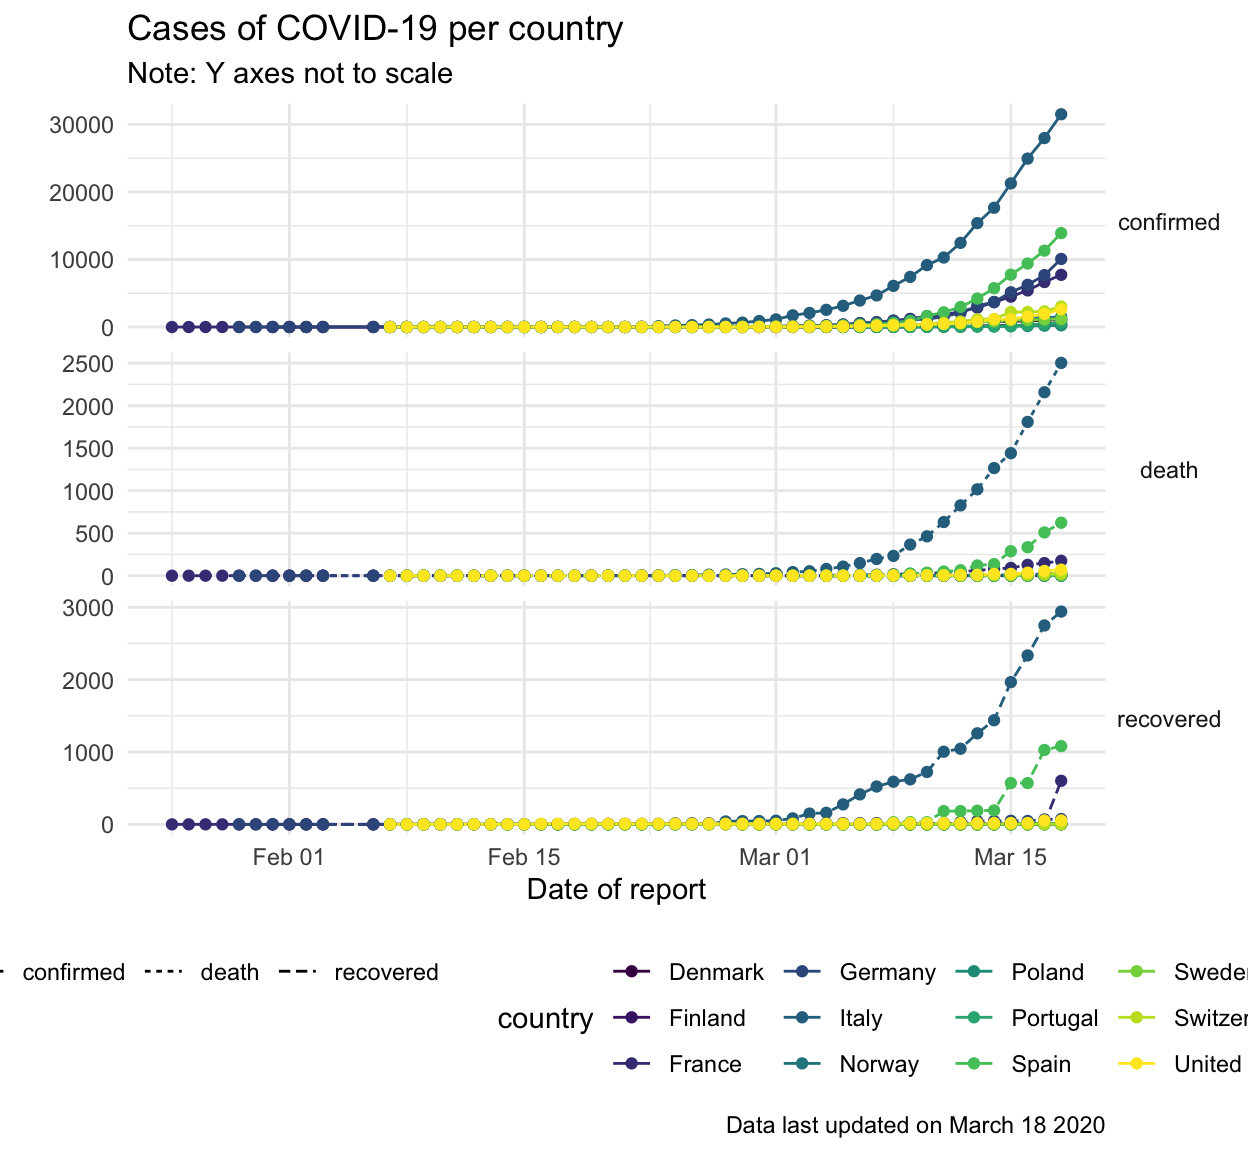 Cases of COVID-19 per country
Note: Y axes not to scale
30000
20000
10000
0
confirmed
2500
2000
1500
1000
500
0
death
3000
2000
1000
0
recovered
Feb 01 Feb 15 Mar 01 Mar 15
Date of report
confirmed death recovered
country
Denmark Germany Poland Swede
Finland Italy Portugal Switzer
France Norway Spain United
Data last updated on March 18 2020